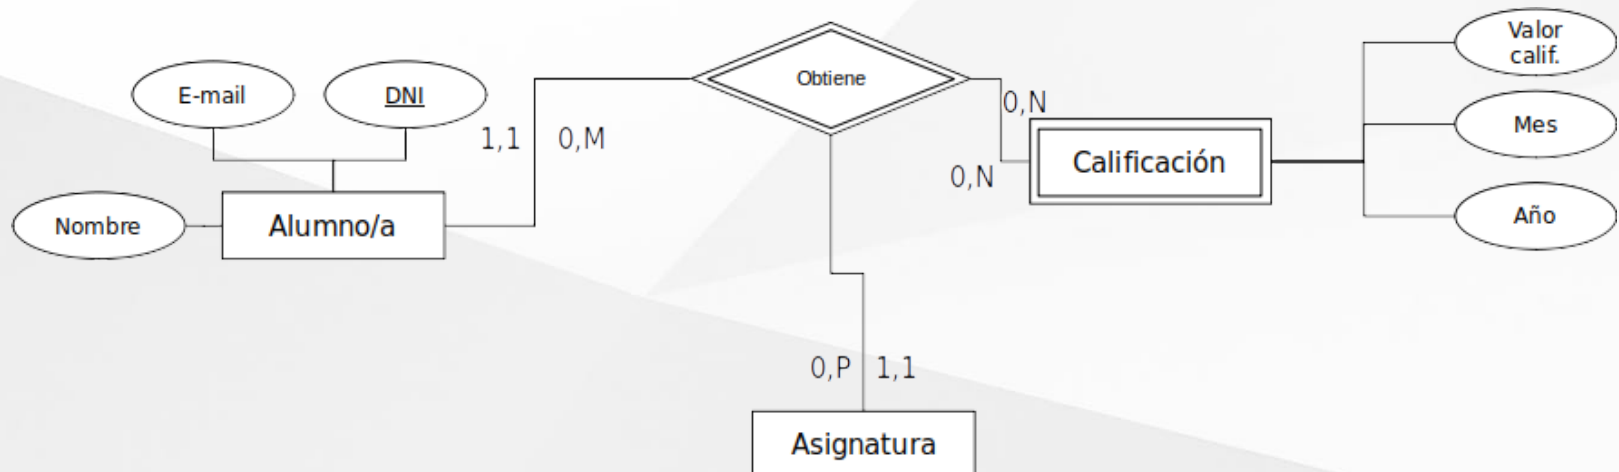 Valor
calif.
Obtiene
E-mail
DNI
0,N
Mes
1,1
0,M
Calificación
0,N
Nombre
Alumno/a
Año
0,P
1,1
Asignatura